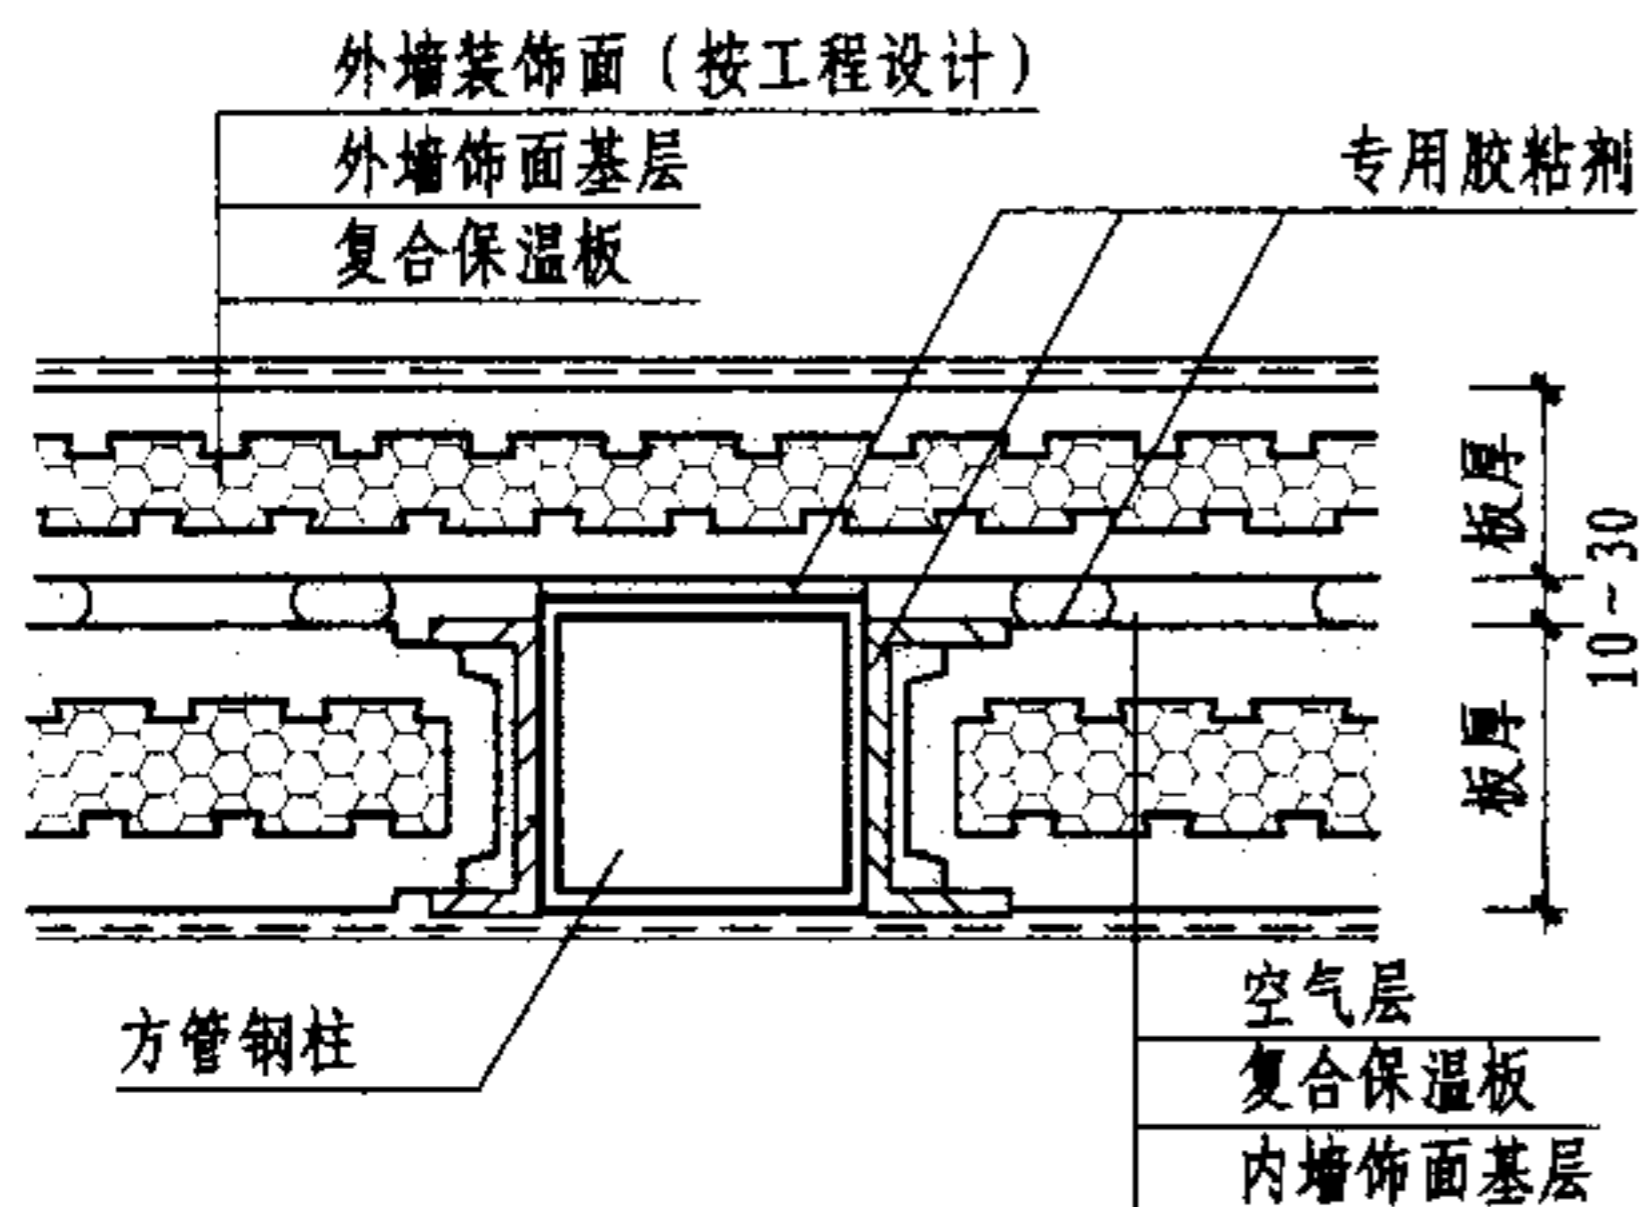 外墙装饰面（按工程设计）
外墙饰面基层
复合保温板
专用胶粘剂
板厚
10~30
板厚
方管钢柱
空气层
复合保温板
内墙饰面基层